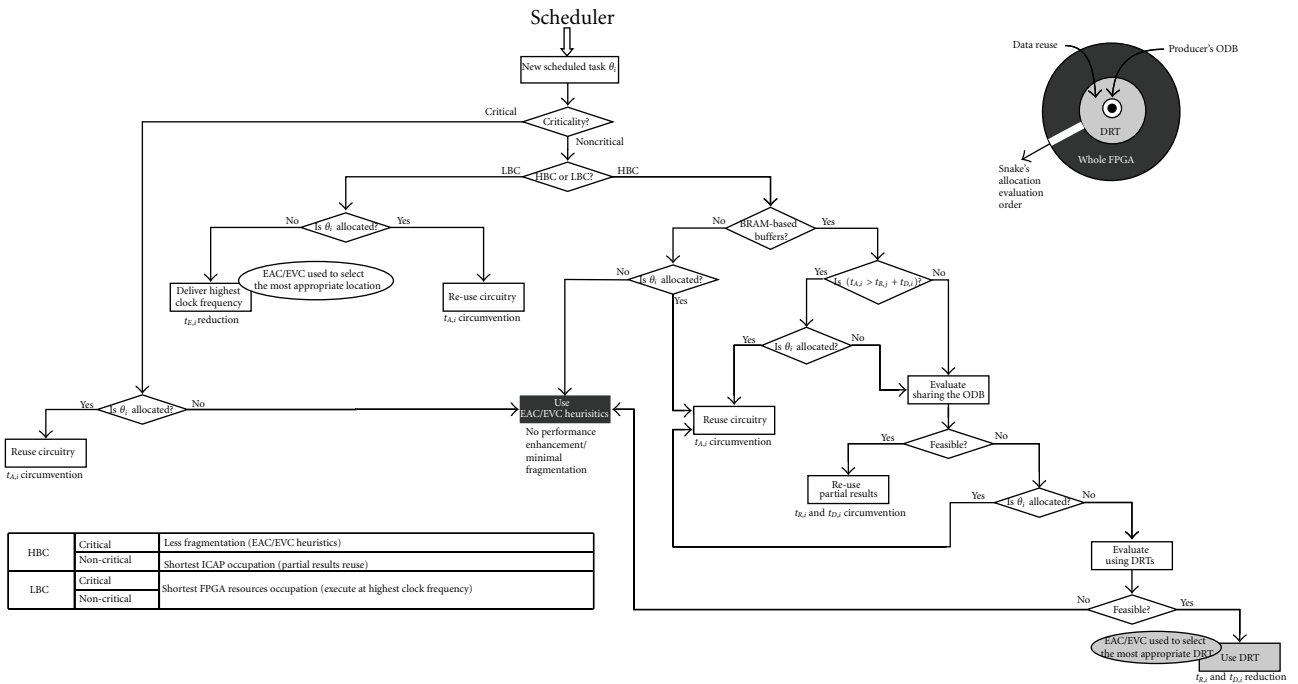 Scheduler
New scheduled task θi
Critical
Criticality?
Noncritical
LBC
HBC or LBC?
HBC
No
Is θi allocated?
Yes
EAC/EVC used to select
the most appropriate location
Deliver highest
clock frequency
tE,i reduction
Re-use circuitry
tA,i circumvention
No
BRAM-based
buffers?
Yes
No
Is θi allocated?
Yes
Yes
Is (tA,i > tR,j + tD,i)?
No
Yes
Is θi allocated?
No
Evaluate
sharing the ODB
Yes
Is θi allocated?
No
Reuse circuitry
tA,i circumvention
Use
EAC/EVC heurisitics
No performance
enhancement/
minimal
fragmentation
Reuse circuitry
tA,i circumvention
Yes
Feasible?
No
Re-use
partial results
tR,i and tD,i circumvention
Yes
Is θi allocated?
No
Evaluate
using DRTs
No
Feasible?
Yes
EAC/EVC used to select
the most appropriate DRT
Use DRT
tR,i and tD,i reduction
Data reuse
Producer's ODB
DRT
Whole FPGA
Snake's
allocation
evaluation
order
HBC
Critical
Less fragmentation (EAC/EVC heuristics)
Non-critical
Shortest ICAP occupation (partial results reuse)
LBC
Critical
Non-critical
Shortest FPGA resources occupation (execute at highest clock frequency)